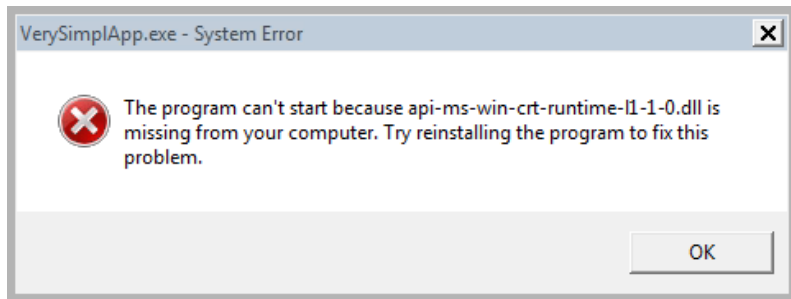 VerySimplApp.exe - System Error
The program can't start because api-ms-win-crt-runtime-l1-1-0.dll is
missing from your computer. Try reinstalling the program to fix this
problem.
OK